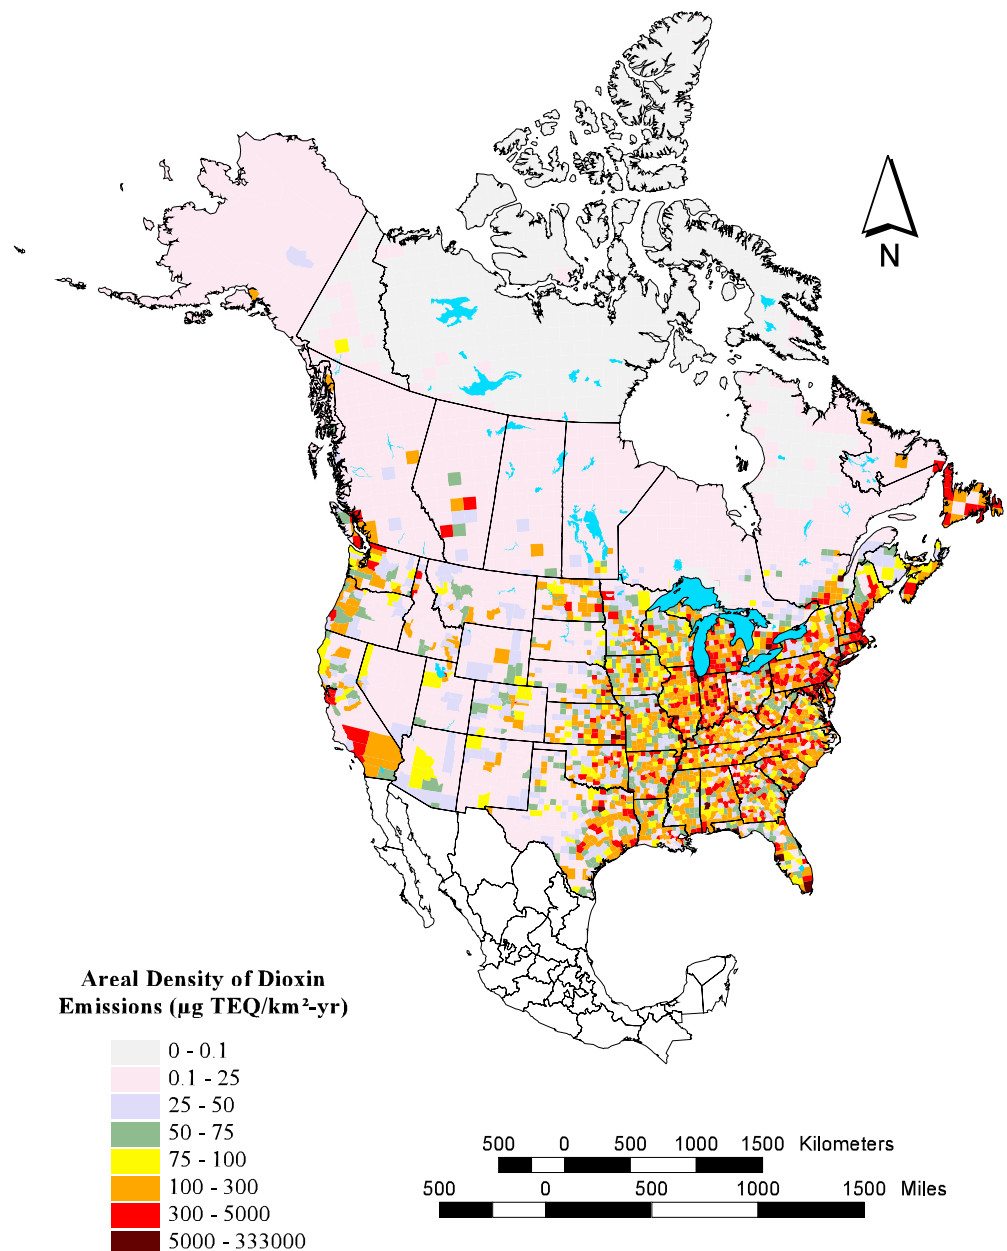 N
Areal Density of Dioxin
Emissions (µg TEQ/km²-yr)
0 - 0.1
0.1 - 25
25 - 50
50 - 75
75 - 100
100 - 300
300 - 5000
5000 - 333000
500 0 500 1000 1500 Kilometers
500 0 500 1000 1500 Miles